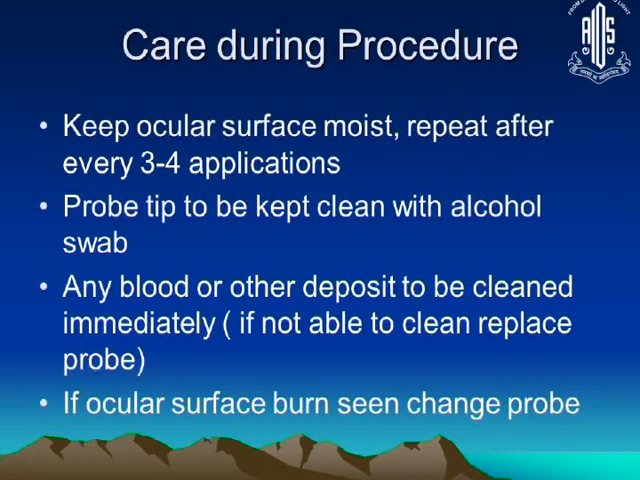 Care during Procedure
• Keep ocular surface moist, repeat after
every 3-4 applications
• Probe tip to be kept clean with alcohol
swab
• Any blood or other deposit to be cleaned
immediately ( if not able to clean replace
probe)
• If ocular surface burn seen change probe